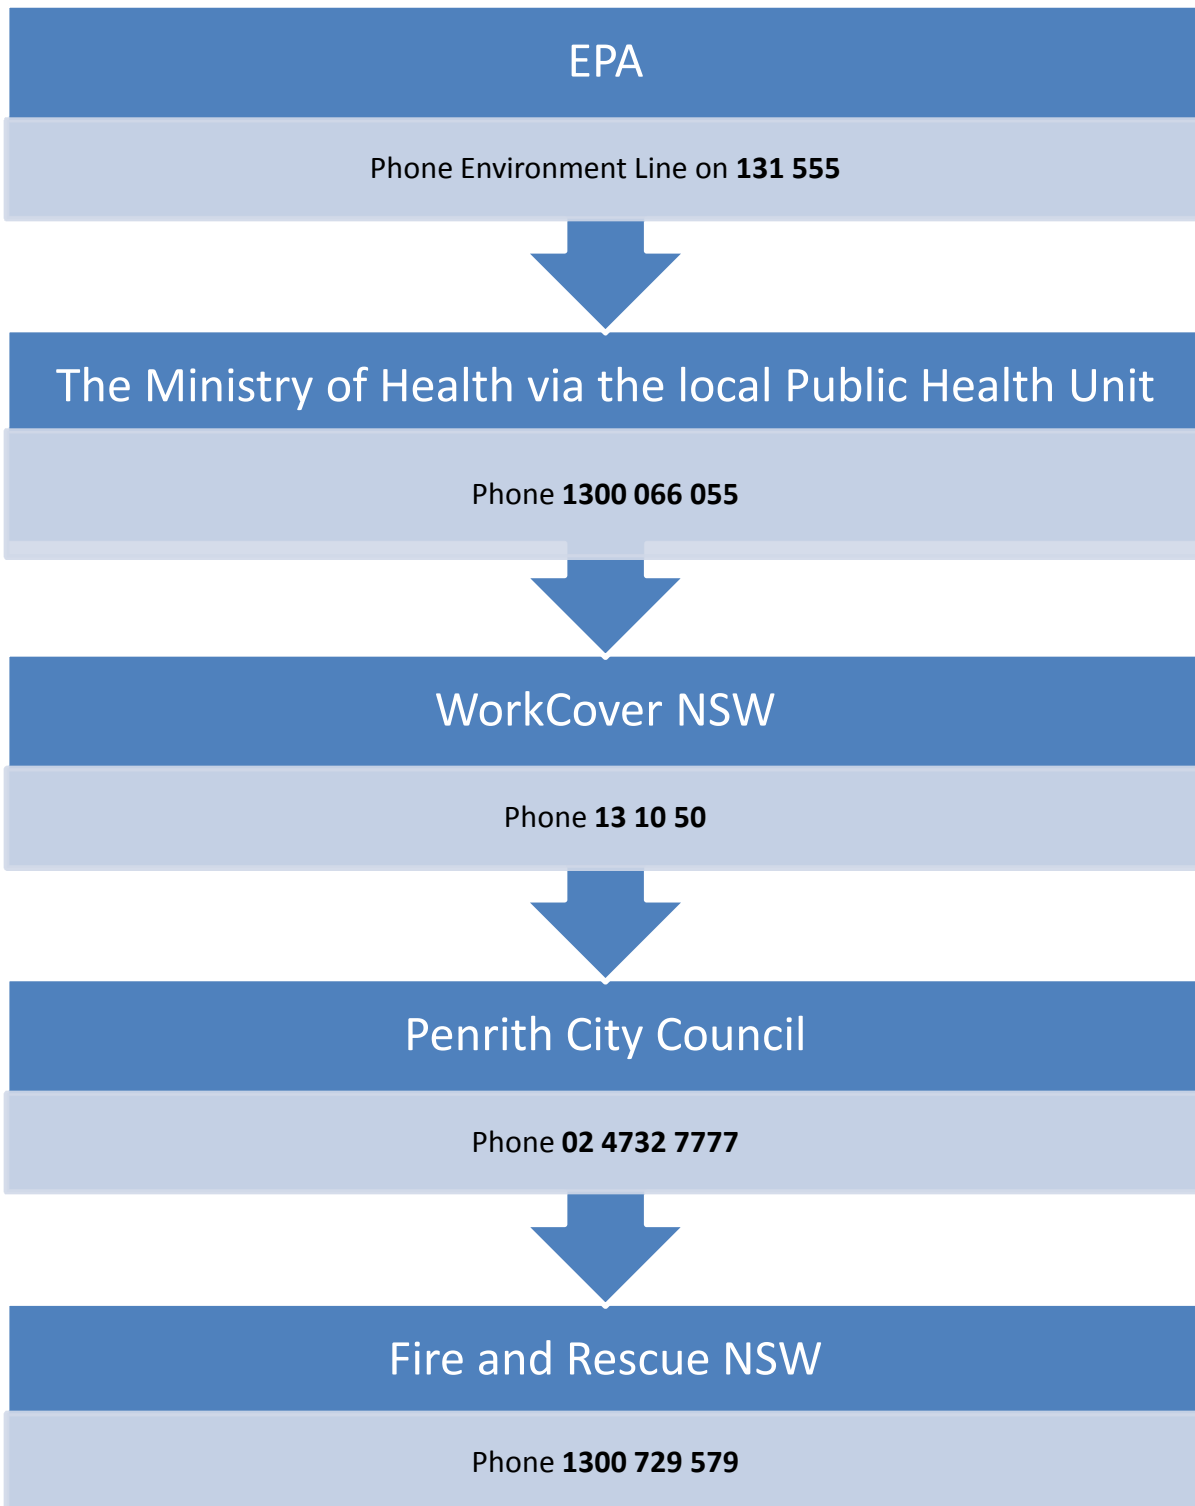 EPA
Phone Environment Line on 131 555
The Ministry of Health via the local Public Health Unit
Phone 1300 066 055
WorkCover NSW
Phone 13 10 50
Penrith City Council
Phone 02 4732 7777
Fire and Rescue NSW
Phone 1300 729 579